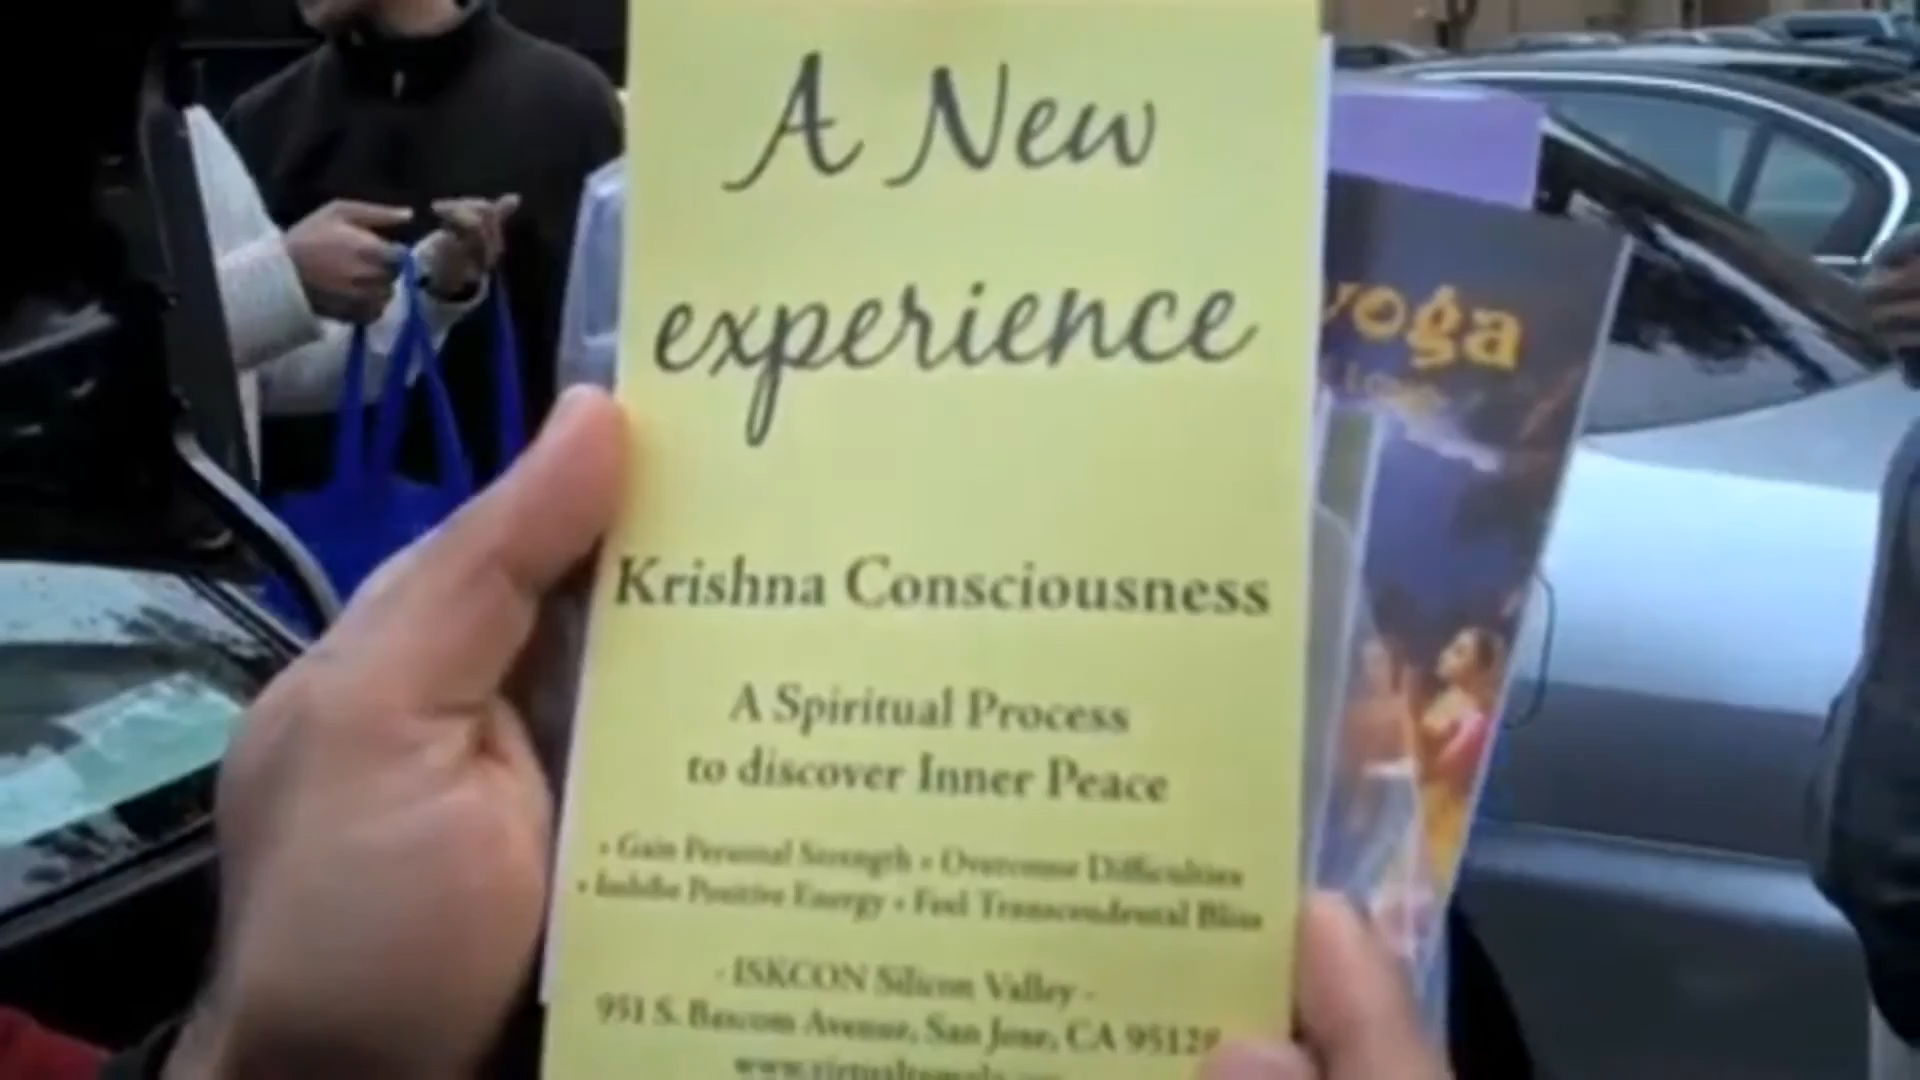 A New
experience
Krishna Consciousness
A Spiritual Process
to discover Inner Peace
• Gain Personal Strength • Overcome Difficulties
• Imbibe Positive Energy • Feel Transcendental Bliss
- ISKCON Silicon Valley -
951 S. Bascom Avenue, San Jose, CA 95128
yoga